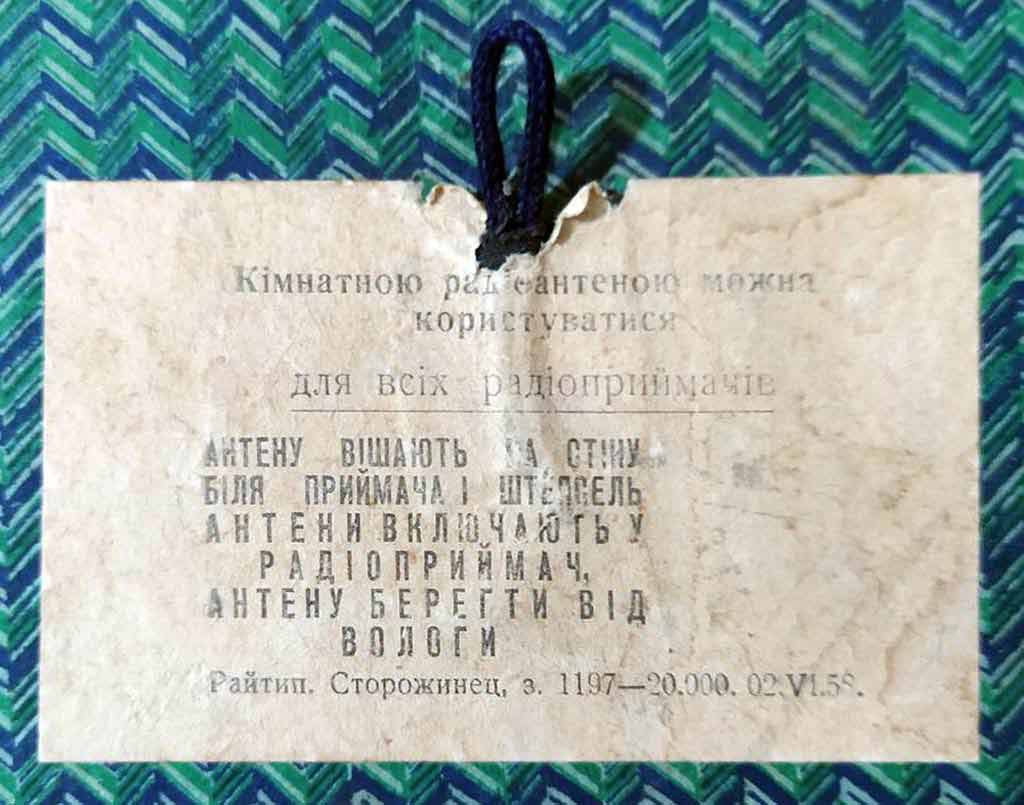 Кімнатною радіоантеною можна
користуватися
для всіх радіоприймачів
АНТЕНУ ВІШАЮТЬ НА СТІНУ
БІЛЯ ПРИЙМАЧА І ШТЕПСЕЛЬ
АНТЕНИ ВКЛЮЧАЮТЬ У
РАДІОПРИЙМАЧ,
АНТЕНУ БЕРЕГТИ ВІД
ВОЛОГИ
Райтип. Сторожинец, з. 1197—20.000. 02.VI.58.